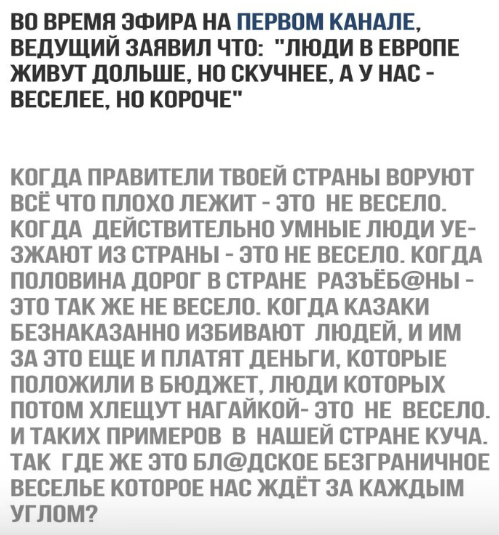 ВО ВРЕМЯ ЭФИРА НА ПЕРВОМ КАНАЛЕ,
ВЕДУЩИЙ ЗАЯВИЛ ЧТО: "ЛЮДИ В ЕВРОПЕ
ЖИВУТ ДОЛЬШЕ, НО СКУЧНЕЕ, А У НАС -
ВЕСЕЛЕЕ, НО КОРОЧЕ"
КОГДА ПРАВИТЕЛИ ТВОЕЙ СТРАНЫ ВОРУЮТ
ВСЁ ЧТО ПЛОХО ЛЕЖИТ - ЭТО НЕ ВЕСЕЛО.
КОГДА ДЕЙСТВИТЕЛЬНО УМНЫЕ ЛЮДИ УЕ-
ЗЖАЮТ ИЗ СТРАНЫ - ЭТО НЕ ВЕСЕЛО. КОГДА
ПОЛОВИНА ДОРОГ В СТРАНЕ РАЗЪЁБ@НЫ -
ЭТО ТАК ЖЕ НЕ ВЕСЕЛО. КОГДА КАЗАКИ
БЕЗНАКАЗАННО ИЗБИВАЮТ ЛЮДЕЙ, И ИМ
ЗА ЭТО ЕЩЕ И ПЛАТЯТ ДЕНЬГИ, КОТОРЫЕ
ПОЛОЖИЛИ В БЮДЖЕТ, ЛЮДИ КОТОРЫХ
ПОТОМ ХЛЕЩУТ НАГАЙКОЙ- ЭТО НЕ ВЕСЕЛО.
И ТАКИХ ПРИМЕРОВ В НАШЕЙ СТРАНЕ КУЧА.
ТАК ГДЕ ЖЕ ЭТО БЛ@ДСКОЕ БЕЗГРАНИЧНОЕ
ВЕСЕЛЬЕ КОТОРОЕ НАС ЖДЁТ ЗА КАЖДЫМ
УГЛОМ?